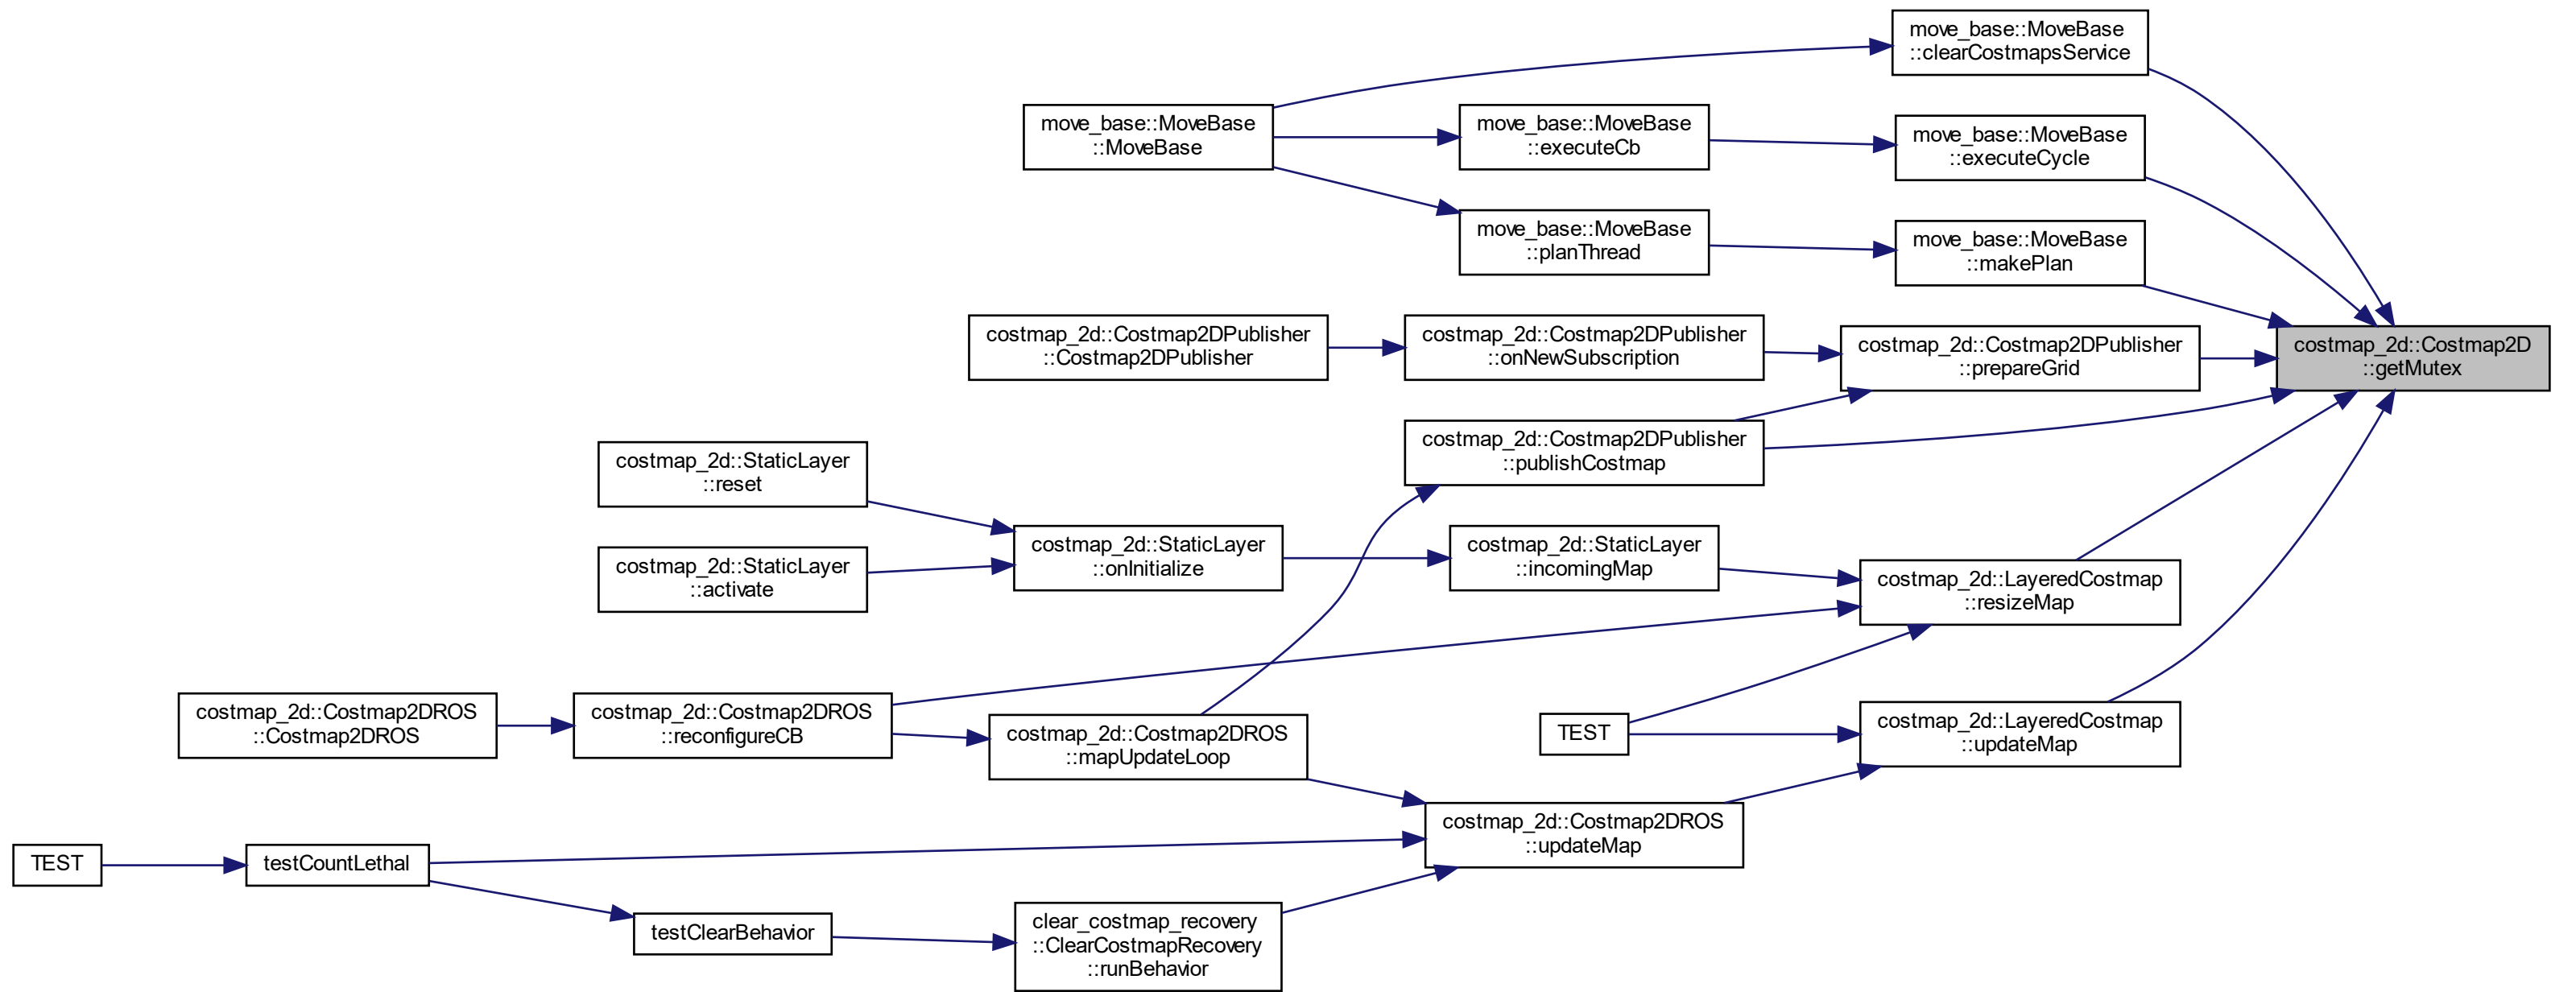 move_base::MoveBase
::clearCostmapsService
move_base::MoveBase
::MoveBase
move_base::MoveBase
::executeCb
move_base::MoveBase
::executeCycle
move_base::MoveBase
::planThread
move_base::MoveBase
::makePlan
costmap_2d::Costmap2DPublisher
::Costmap2DPublisher
costmap_2d::Costmap2DPublisher
::onNewSubscription
costmap_2d::Costmap2DPublisher
::prepareGrid
costmap_2d::Costmap2D
::getMutex
costmap_2d::Costmap2DPublisher
::publishCostmap
costmap_2d::StaticLayer
::reset
costmap_2d::StaticLayer
::activate
costmap_2d::StaticLayer
::onInitialize
costmap_2d::StaticLayer
::incomingMap
costmap_2d::LayeredCostmap
::resizeMap
costmap_2d::Costmap2DROS
::Costmap2DROS
costmap_2d::Costmap2DROS
::reconfigureCB
costmap_2d::Costmap2DROS
::mapUpdateLoop
TEST
costmap_2d::LayeredCostmap
::updateMap
costmap_2d::Costmap2DROS
::updateMap
TEST
testCountLethal
testClearBehavior
clear_costmap_recovery
::ClearCostmapRecovery
::runBehavior